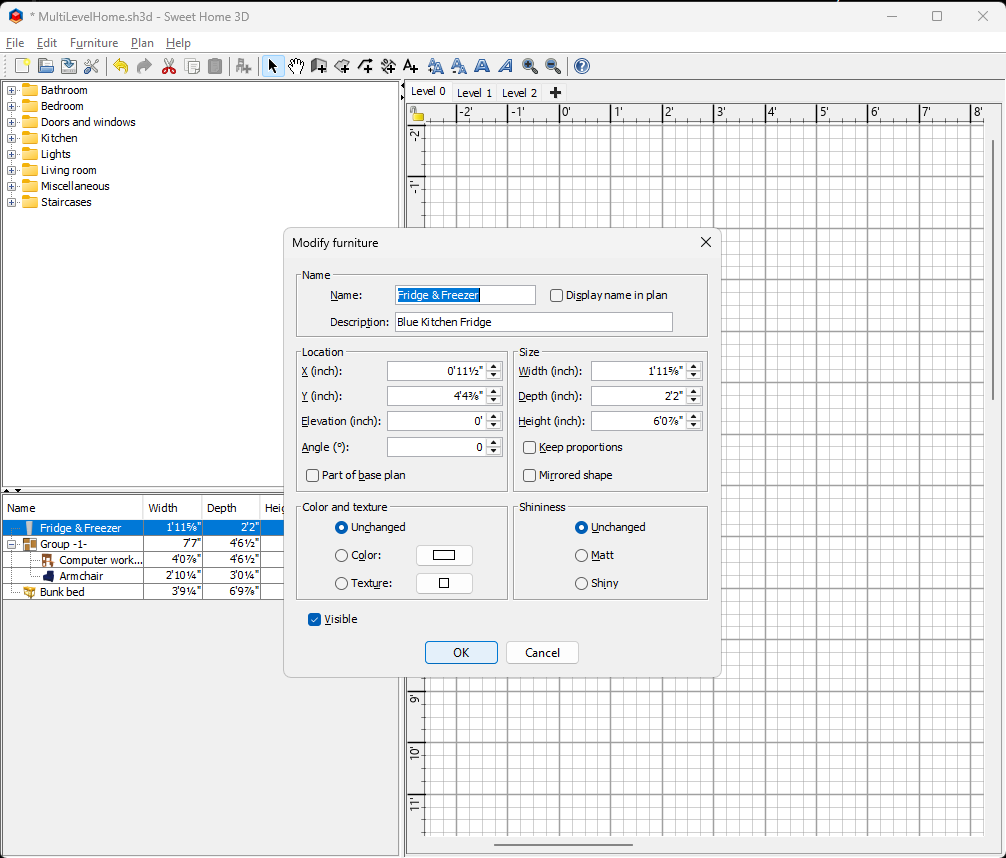 * MultiLevelHome.sh3d - Sweet Home 3D
File Edit Furniture Plan Help
Level 0 Level 1 Level 2
-2' -1' 0' 1' 2' 3' 4' 5' 6' 7' 8'
-2'
-1'
Bathroom
Bedroom
Doors and windows
Kitchen
Lights
Living room
Miscellaneous
Staircases
Modify furniture
Name
Name: Fridge & Freezer Display name in plan
Description: Blue Kitchen Fridge
Location
X (inch): 0'11½"
Y (inch): 4'4⅜"
Elevation (inch): 0'
Angle (º): 0
Part of base plan
Size
Width (inch): 1'11⅝"
Depth (inch): 2'2"
Height (inch): 6'0⅞"
Keep proportions
Mirrored shape
Color and texture
Unchanged
Color:
Texture:
Shininess
Unchanged
Matt
Shiny
Visible
OK Cancel
Name Width Depth Heig
Fridge & Freezer 1'11⅝" 2'2"
Group -1- 7'7" 4'6½"
Computer work... 4'0⅞" 4'6½"
Armchair 2'10¼" 3'0¼"
Bunk bed 3'9¼" 6'9⅞"
9'
10'
11'